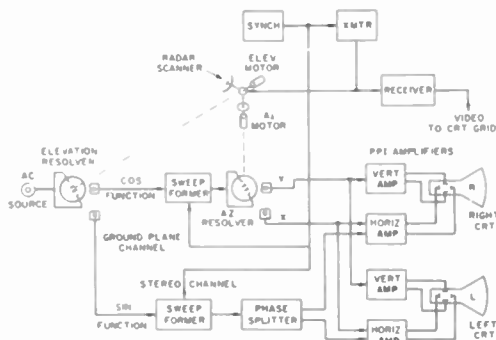 SYNCH
XMTR
RADAR
SCANNER
ELEV
MOTOR
RECEIVER
AZ
MOTOR
VIDEO
TO CRT GRID
ELEVATION
RESOLVER
AC
SOURCE
COS
FUNCTION
SWEEP
FORMER
AZ
RESOLVER
Y
X
PPI AMPLIFIERS
VERT
AMP
HORIZ
AMP
R
RIGHT
CRT
GROUND PLANE
CHANNEL
STEREO CHANNEL
SIN
FUNCTION
SWEEP
FORMER
PHASE
SPLITTER
VERT
AMP
HORIZ
AMP
L
LEFT
CRT